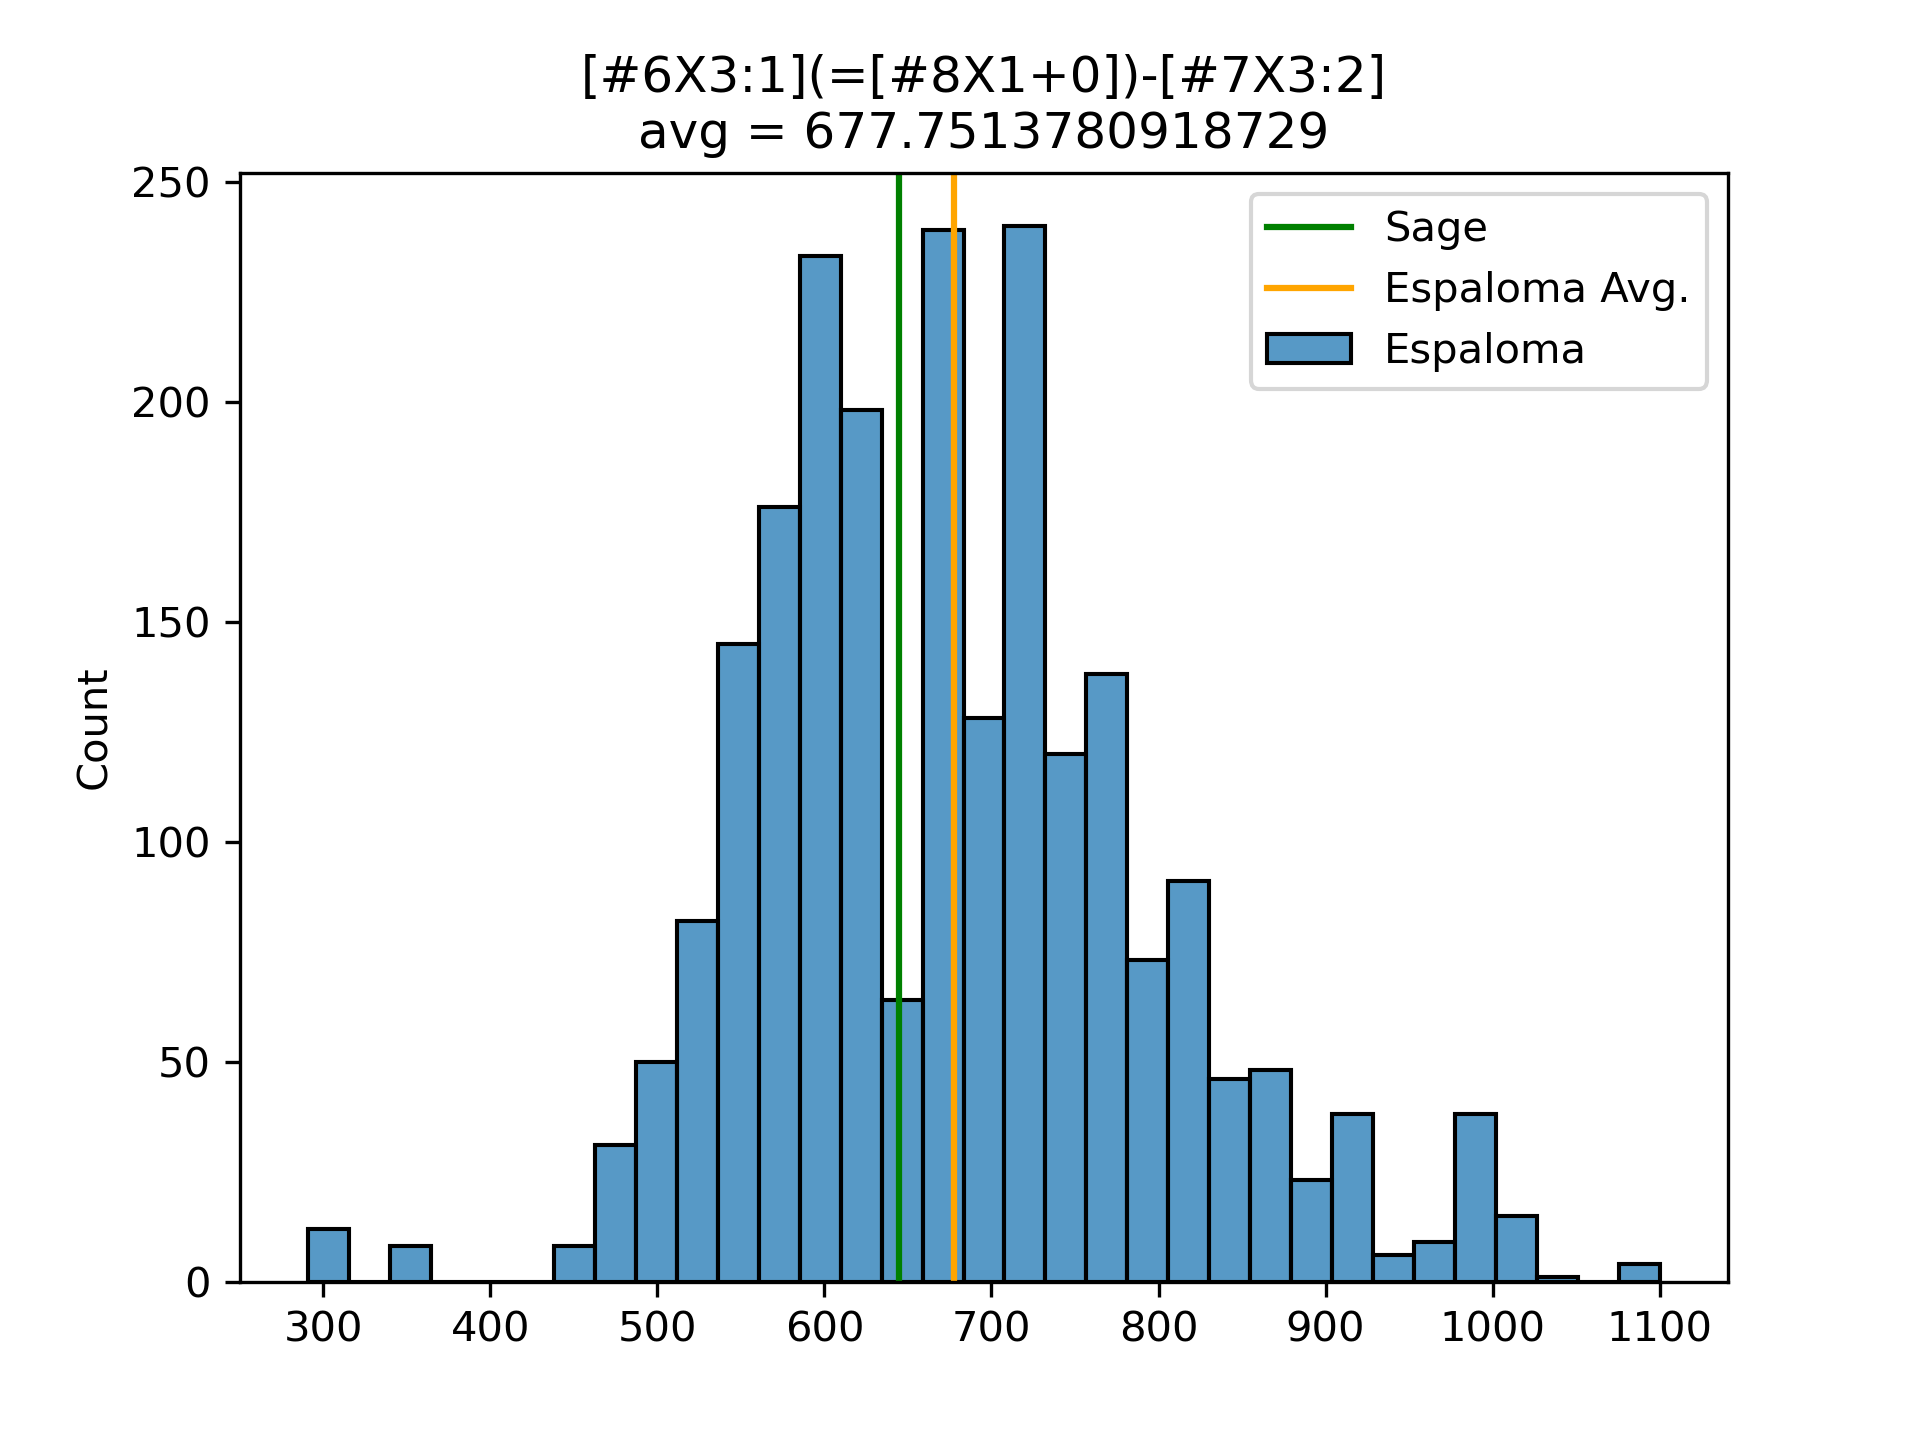 [#6X3:1](=[#8X1+0])-[#7X3:2]
avg = 677.7513780918729
Sage
Espaloma Avg.
Espaloma
Count
250
200
150
100
50
0
300 400 500 600 700 800 900 1000 1100